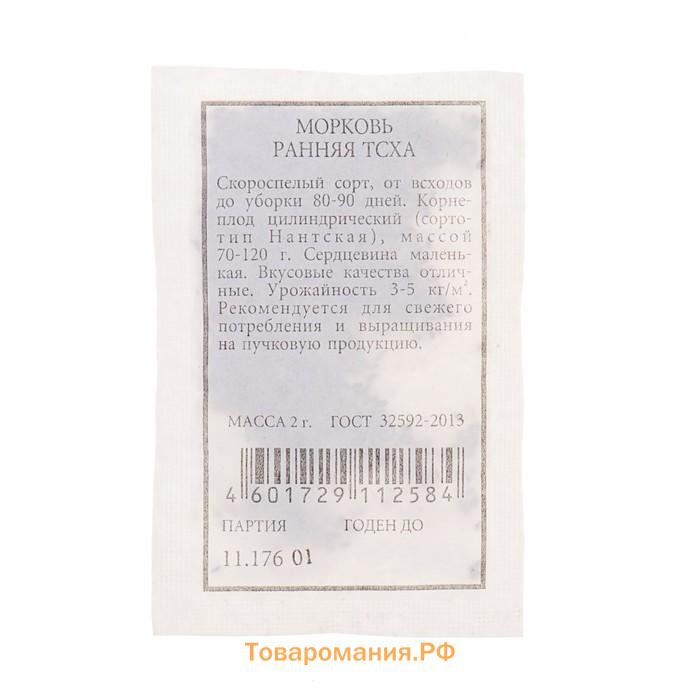 МОРКОВЬ
РАННЯЯ ТСХА
Скороспелый сорт, от всходов
до уборки 80-90 дней. Корне-
плод цилиндрический (сорто-
тип Нантская), массой
70-120 г. Сердцевина малень-
кая. Вкусовые качества отлич-
ные. Урожайность 3-5 кг/м².
Рекомендуется для свежего
потребления и выращивания
на пучковую продукцию.
МАССА 2 г. ГОСТ 32592-2013
4 601729 112584
ПАРТИЯ ГОДЕН ДО
11.176 01
Товаромания.РФ